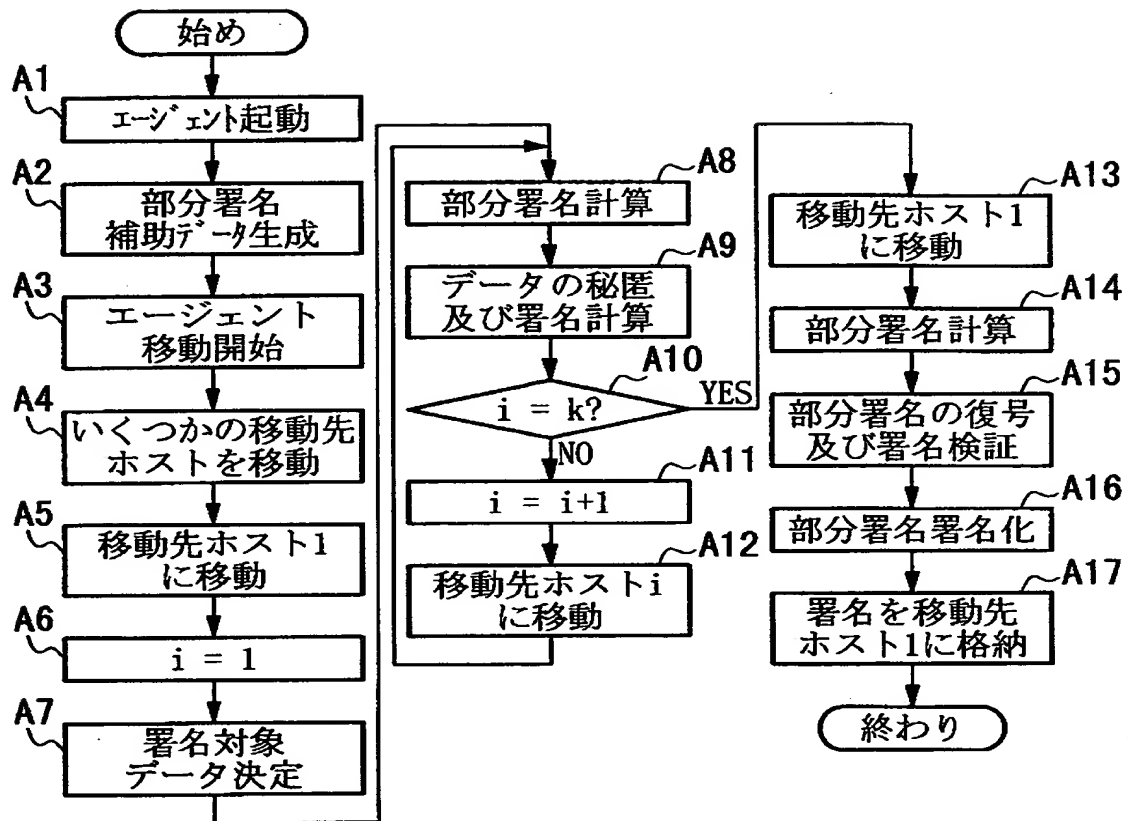 始め
A1
エージェント起動
A2
部分署名
補助データ生成
A3
エージェント
移動開始
A4
いくつかの移動先
ホストを移動
A5
移動先ホスト1
に移動
A6
i = 1
A7
署名対象
データ決定
A8
部分署名計算
A9
データの秘匿
及び署名計算
A10
i = k?
YES
NO
A11
i = i+1
A12
移動先ホストi
に移動
A13
移動先ホスト1
に移動
A14
部分署名計算
A15
部分署名の復号
及び署名検証
A16
部分署名署名化
A17
署名を移動先
ホスト1に格納
終わり